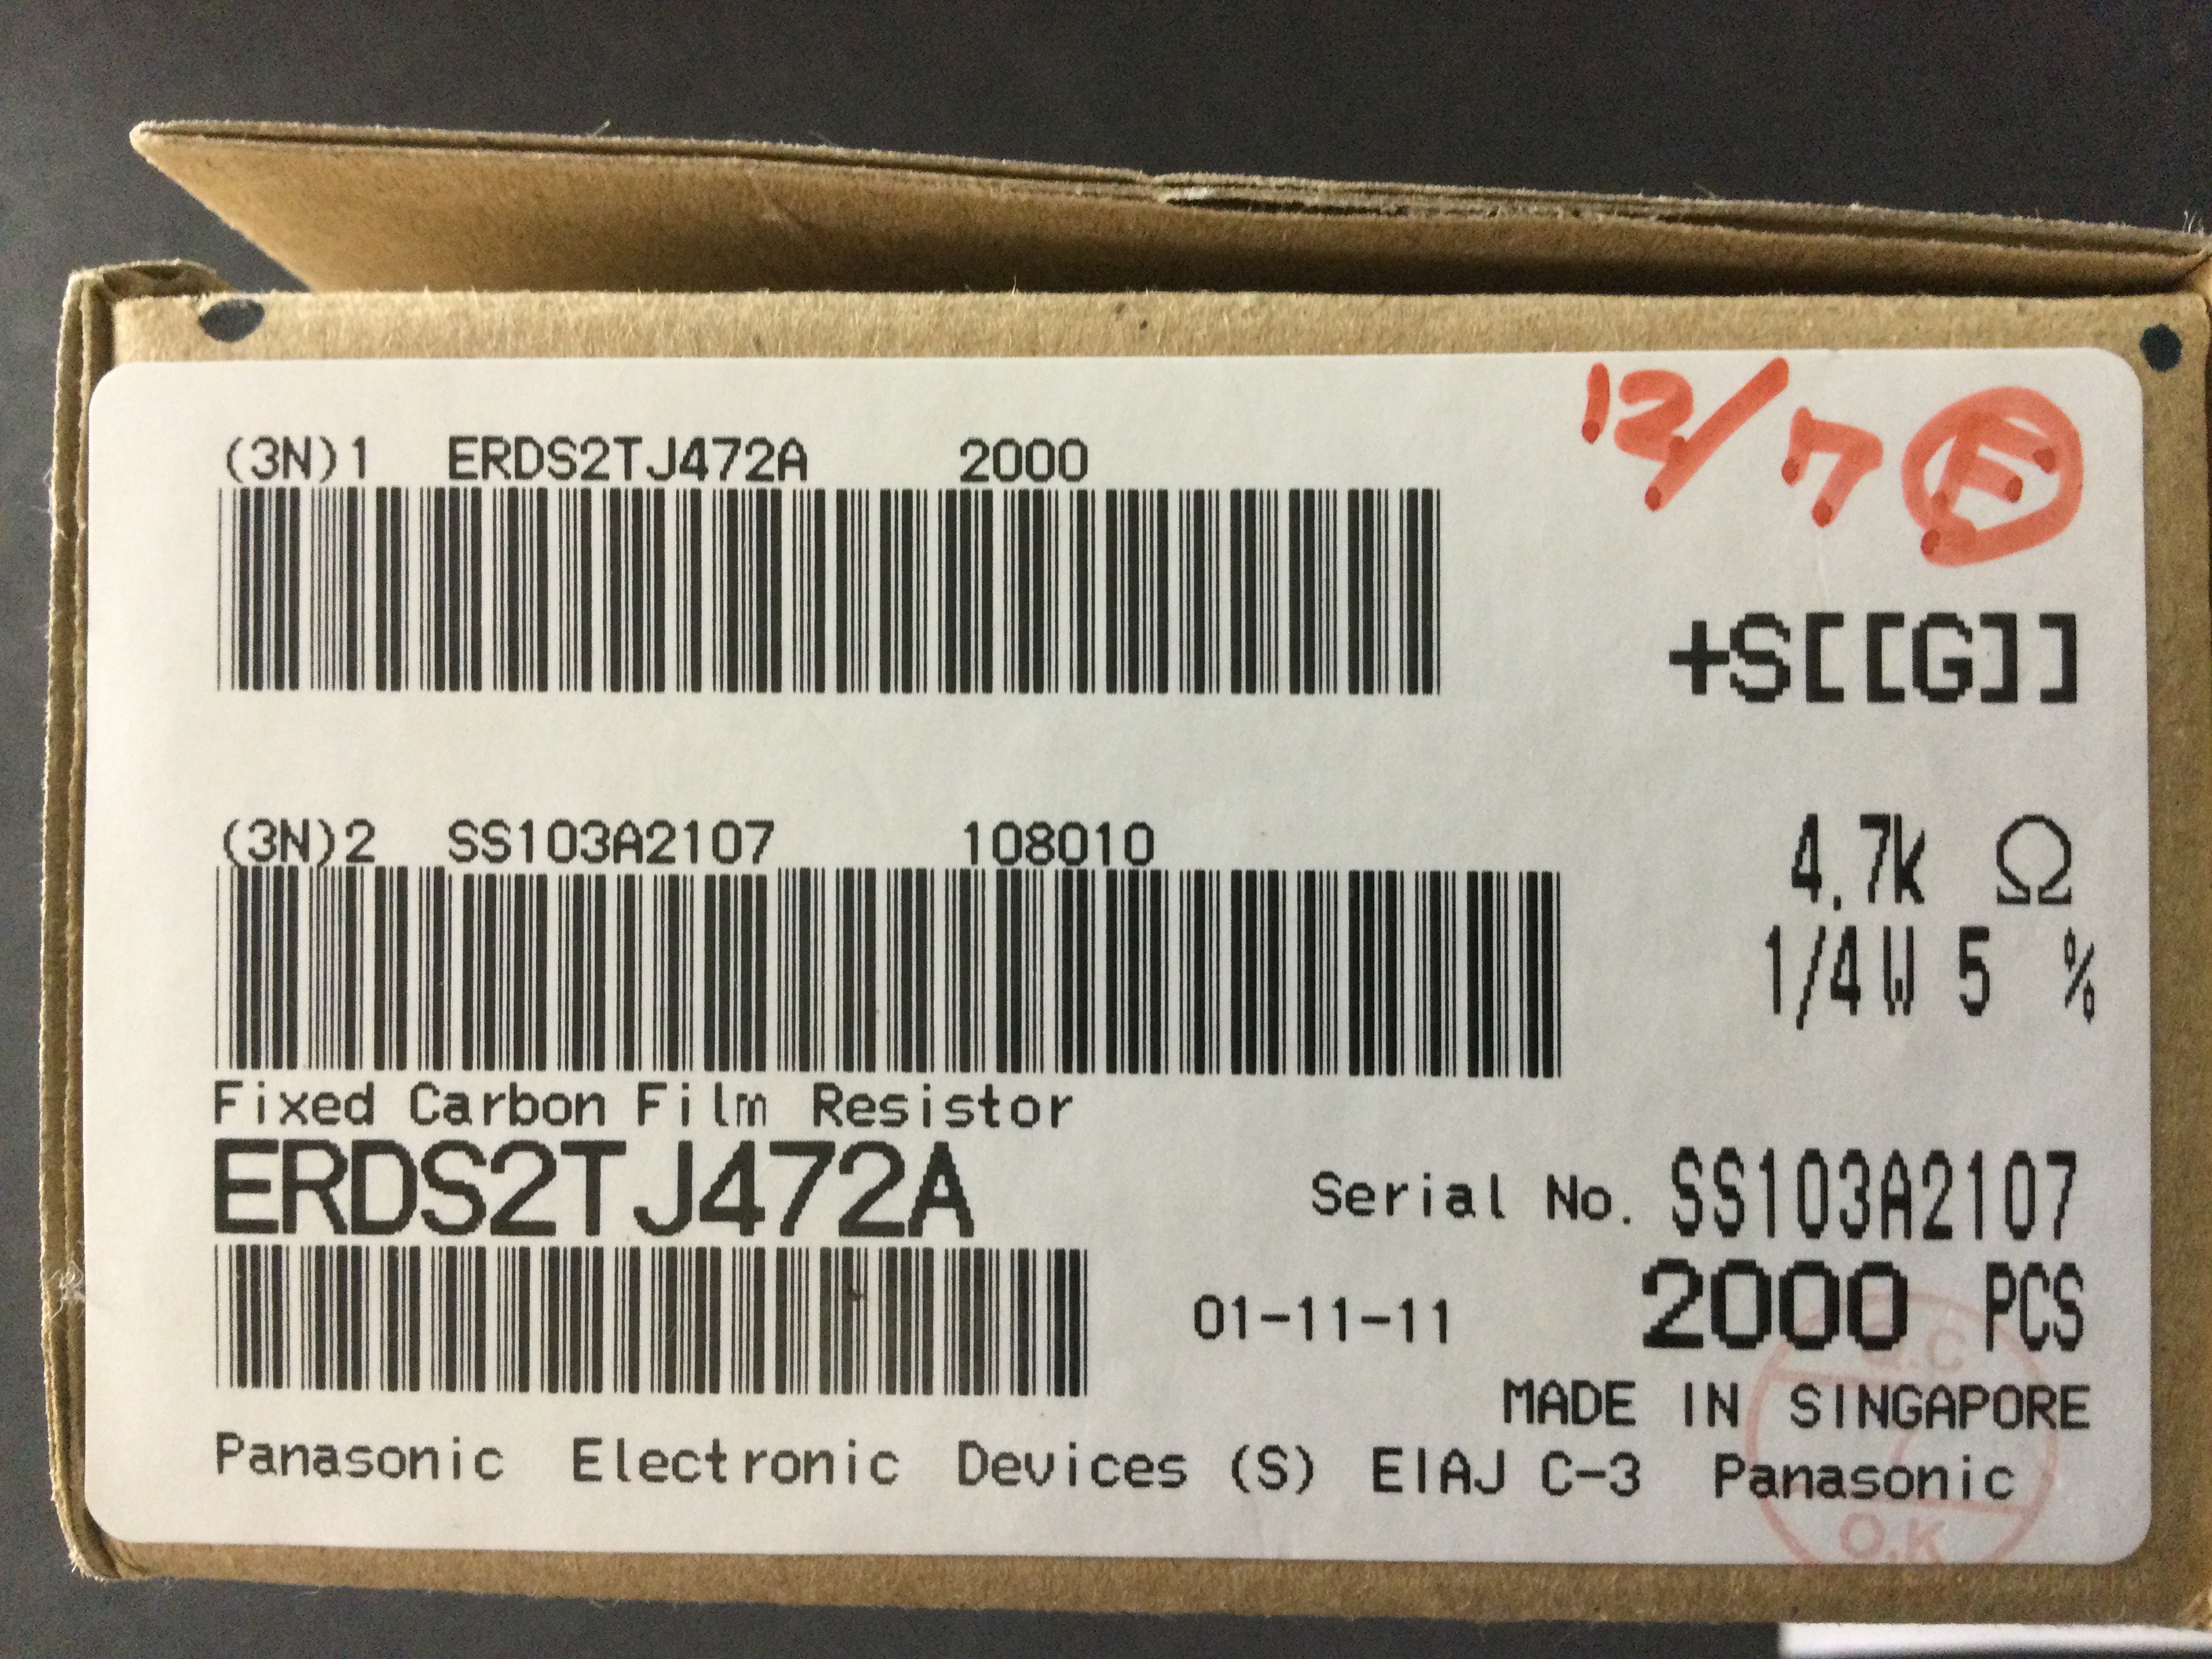 12/7 F
(3N)1 ERDS2TJ472A 2000
+S[[G]]
(3N)2 SS103A2107 108010
4.7k Ω
1/4W 5 %
Fixed Carbon Film Resistor
ERDS2TJ472A
Serial No. SS103A2107
01-11-11 2000 PCS
MADE IN SINGAPORE
Panasonic Electronic Devices (S) EIAJ C-3 Panasonic
Q.C
O.K